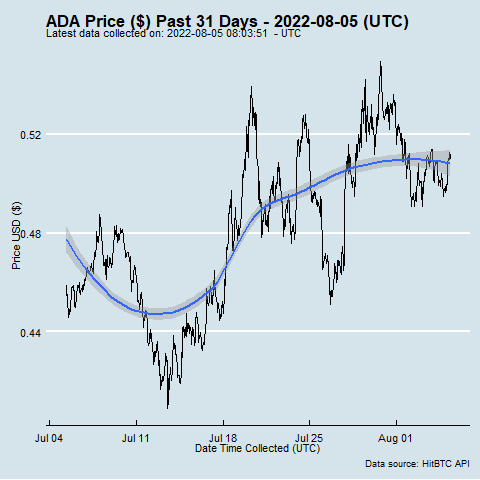 ADA Price ($) Past 31 Days - 2022-08-05 (UTC)
Latest data collected on: 2022-08-05 08:03:51 - UTC
0.52
0.48
0.44
Price USD ($)
Jul 04 Jul 11 Jul 18 Jul 25 Aug 01
Date Time Collected (UTC)
Data source: HitBTC API